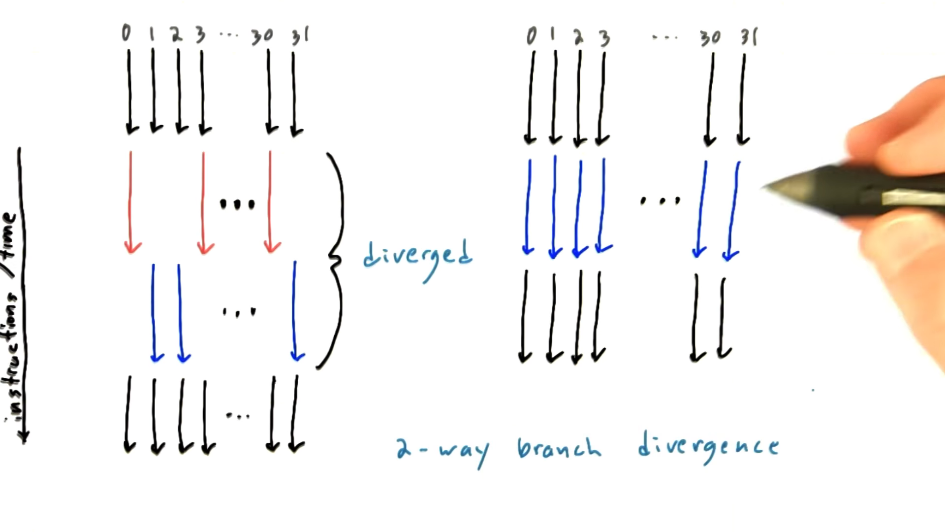 0 1 2 3 ... 30 31
0 1 2 3 ... 30 31
diverged
instructions / time
2-way branch divergence